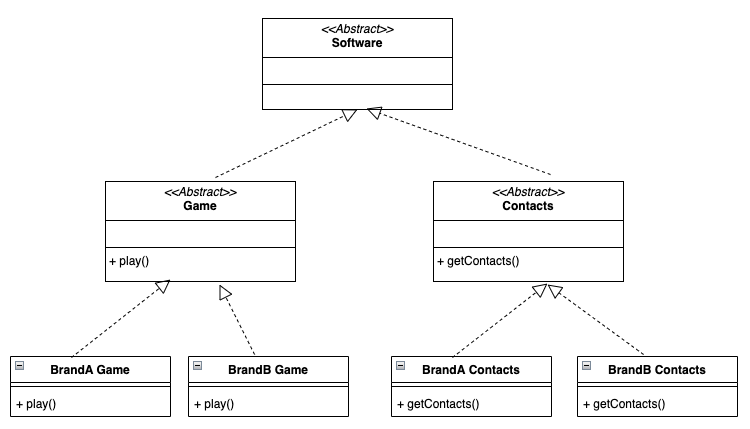 <<Abstract>>
Software
<<Abstract>>
Game
+ play()
<<Abstract>>
Contacts
+ getContacts()
BrandA Game
+ play()
BrandB Game
+ play()
BrandA Contacts
+ getContacts()
BrandB Contacts
+ getContacts()